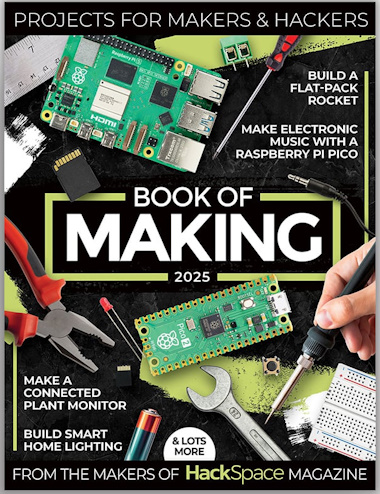 PROJECTS FOR MAKERS & HACKERS
BUILD A
FLAT-PACK
ROCKET
MAKE ELECTRONIC
MUSIC WITH A
RASPBERRY PI PICO
HDMI
BOOK OF
MAKING
2025
MAKE A
CONNECTED
PLANT MONITOR
BUILD SMART
HOME LIGHTING
& LOTS
MORE
FROM THE MAKERS OF HackSpace MAGAZINE